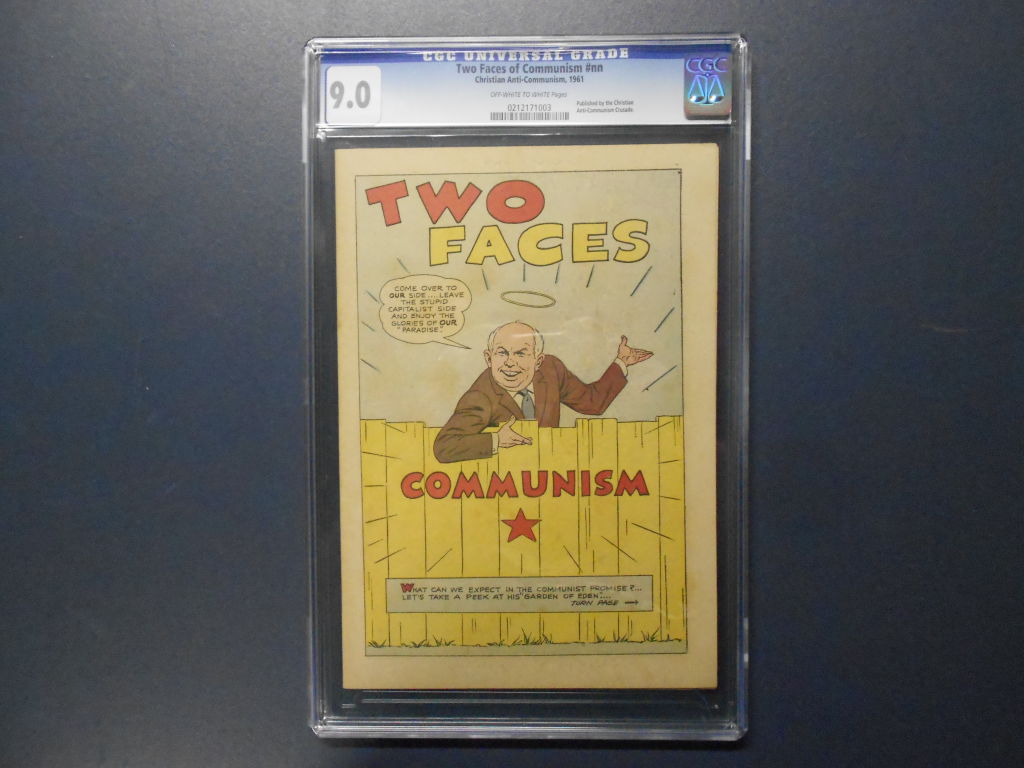 CGC UNIVERSAL GRADE
9.0
Two Faces of Communism #nn
Christian Anti-Communism, 1961
OFF-WHITE TO WHITE Pages
0212171003
Published by the Christian
Anti-Communism Crusade.
CGC
TWO
FACES
COME OVER TO
OUR SIDE... LEAVE
THE STUPID
CAPITALIST SIDE
AND ENJOY THE
GLORIES OF OUR
"PARADISE."
COMMUNISM
WHAT CAN WE EXPECT IN THE COMMUNIST PROMISE?...
LET'S TAKE A PEEK AT HIS "GARDEN OF EDEN"....
TURN PAGE